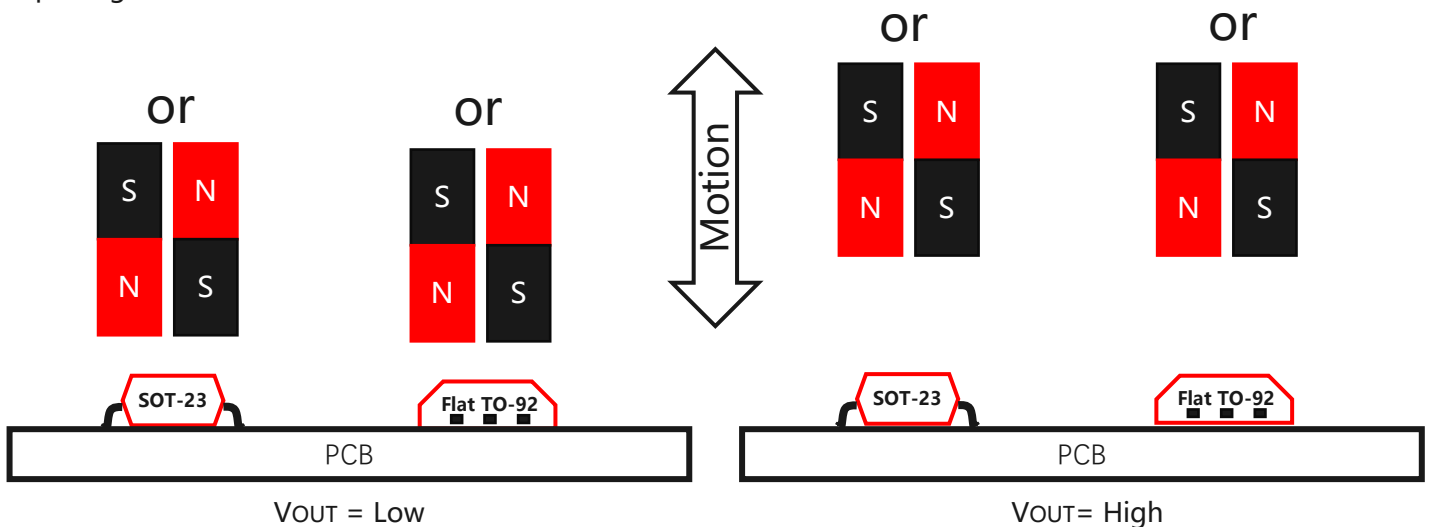 or
or
or
or
S N
S N
S N
S N
Motion
N S
N S
N S
N S
SOT-23
Flat TO-92
SOT-23
Flat TO-92
PCB
PCB
VOUT = Low
VOUT= High